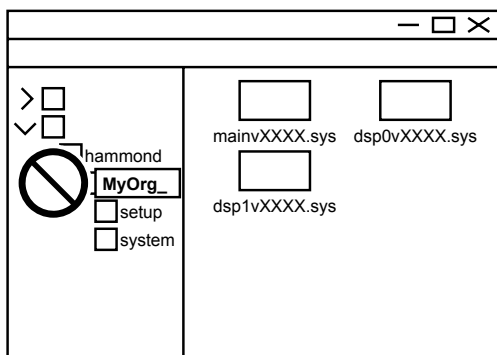 hammond
MyOrg_
setup
system
mainvXXXX.sys
dsp0vXXXX.sys
dsp1vXXXX.sys